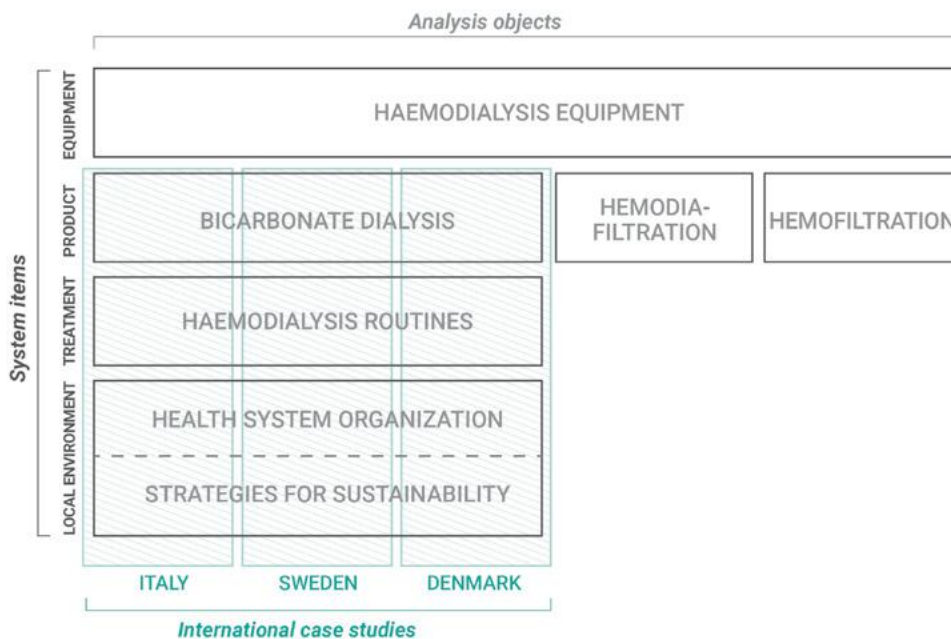 Analysis objects
System items
EQUIPMENT
HAEMODIALYSIS EQUIPMENT
PRODUCT
BICARBONATE DIALYSIS
HEMODIA-
FILTRATION
HEMOFILTRATION
TREATMENT
HAEMODIALYSIS ROUTINES
LOCAL ENVIRONMENT
HEALTH SYSTEM ORGANIZATION
STRATEGIES FOR SUSTAINABILITY
ITALY
SWEDEN
DENMARK
International case studies